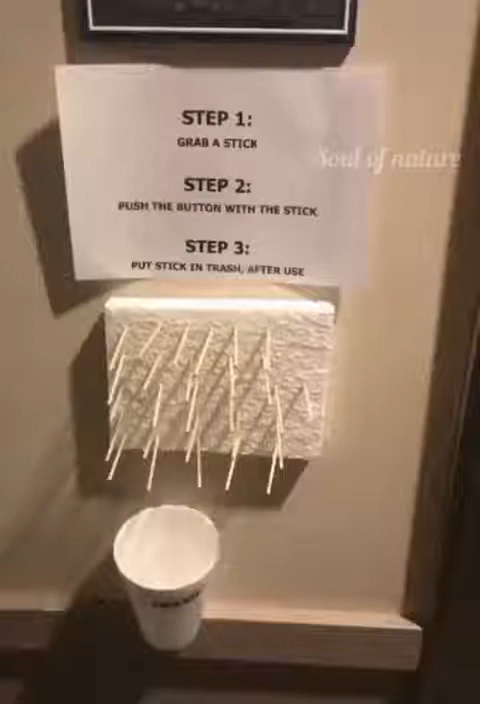 STEP 1:
GRAB A STICK
Soul of nature
STEP 2:
PUSH THE BUTTON WITH THE STICK
STEP 3:
PUT STICK IN TRASH, AFTER USE